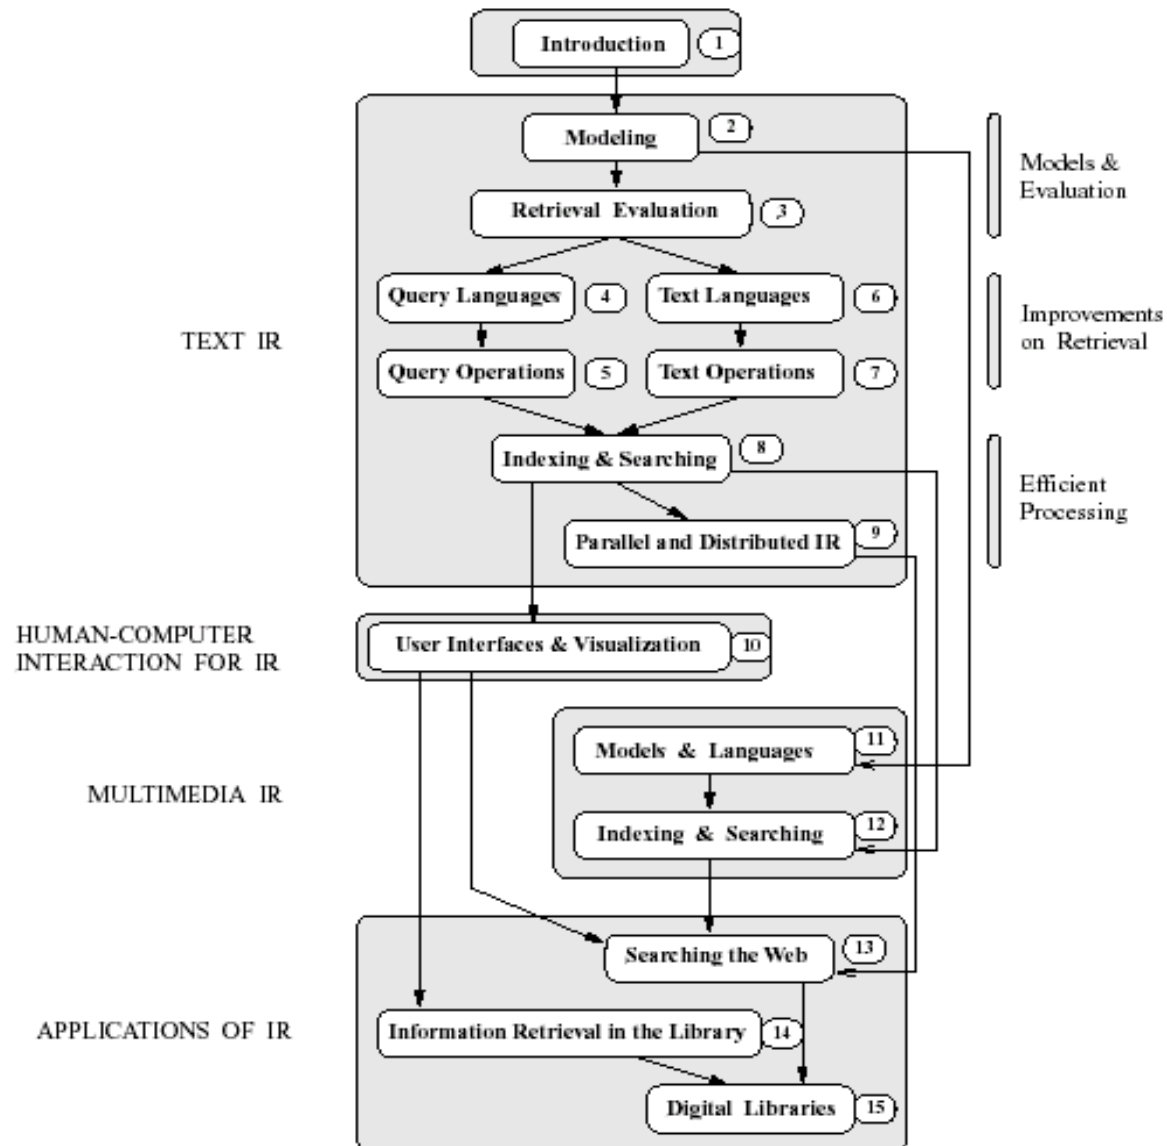 Introduction
1
Modeling
2
Models &
Evaluation
Retrieval Evaluation
3
Query Languages
4
Text Languages
6
Improvements
on Retrieval
TEXT IR
Query Operations
5
Text Operations
7
Indexing & Searching
8
Efficient
Processing
Parallel and Distributed IR
9
HUMAN-COMPUTER
INTERACTION FOR IR
User Interfaces & Visualization
10
Models & Languages
11
MULTIMEDIA IR
Indexing & Searching
12
Searching the Web
13
APPLICATIONS OF IR
Information Retrieval in the Library
14
Digital Libraries
15